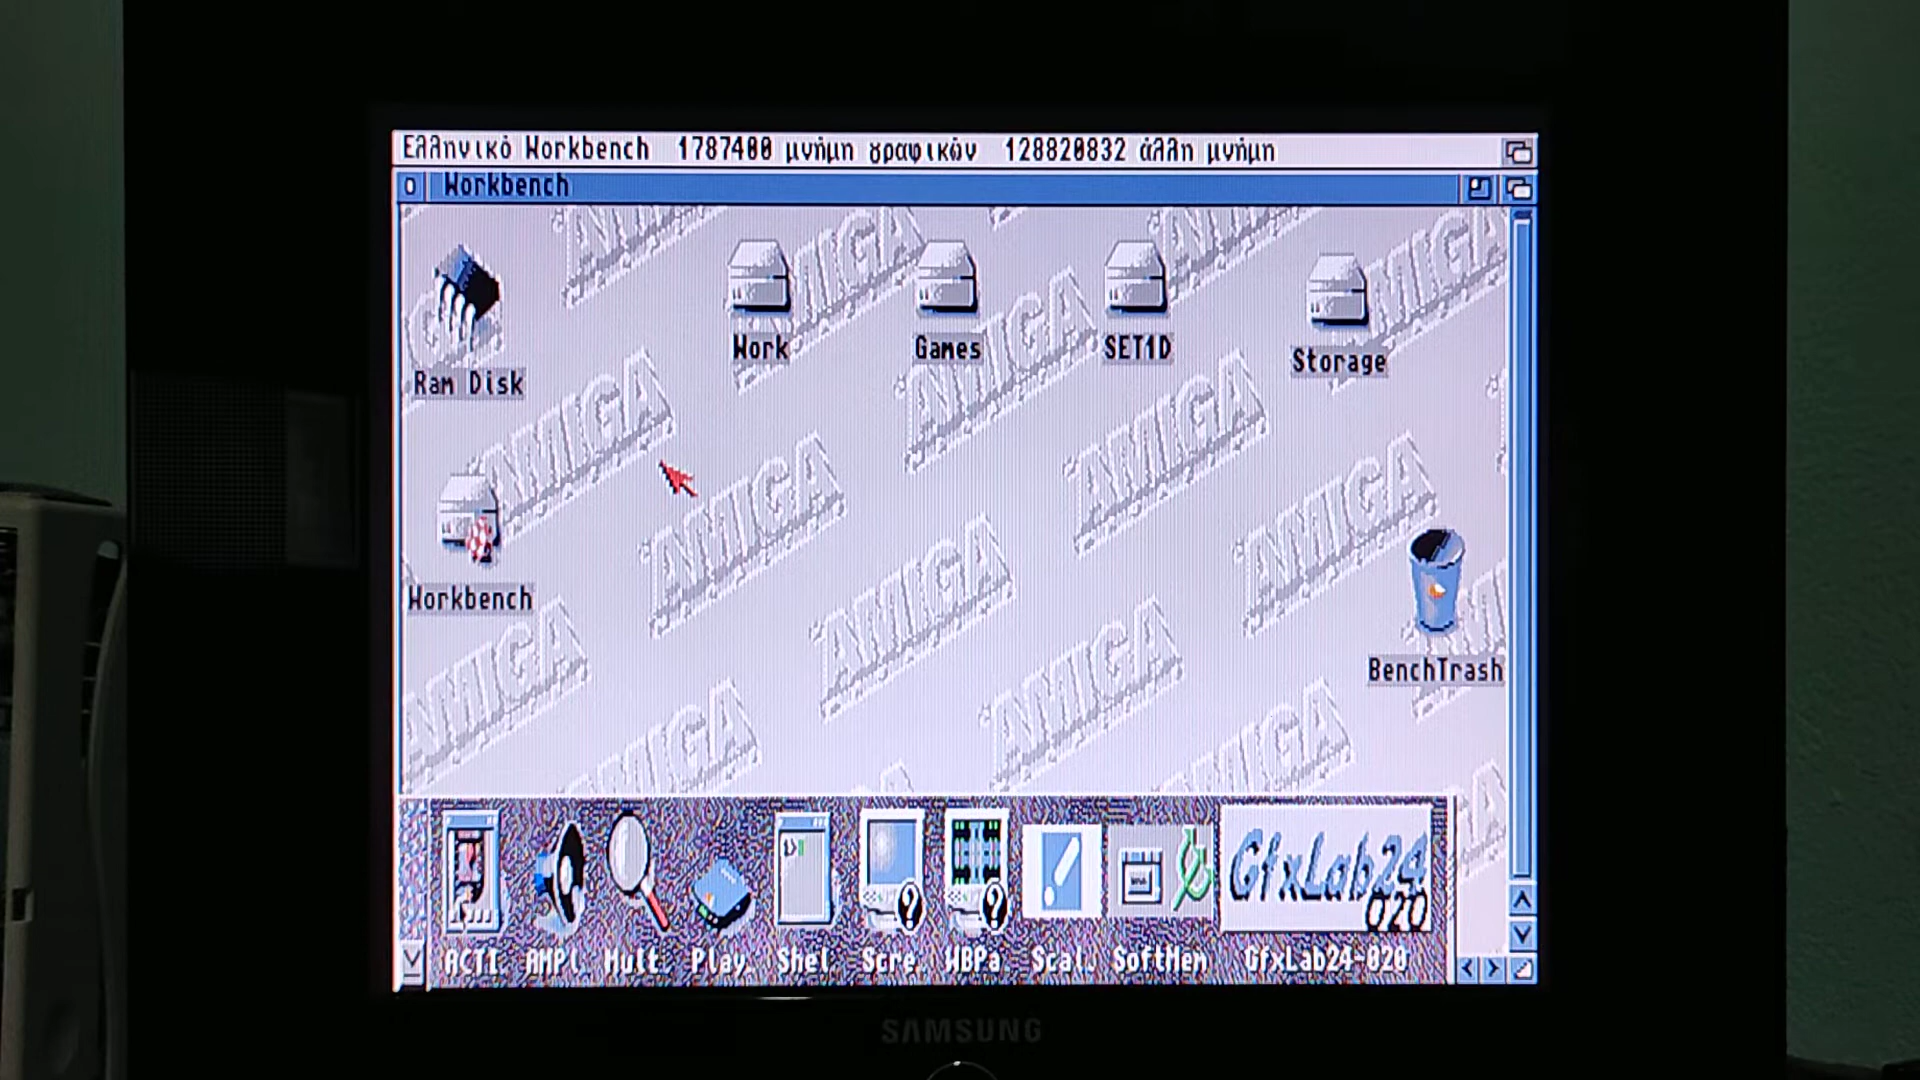 Ελληνικό Workbench 1787400 μνήμη γραφικών 128820832 άλλη μνήμη
Workbench
Ram Disk
Work
Games
SET1D
Storage
Workbench
BenchTrash
AMIGA
GfxLab24
020
ACTI AMPl Mult. Play. Shel Scre. WBPa Scal. SoftMem GfxLab24-020
SAMSUNG